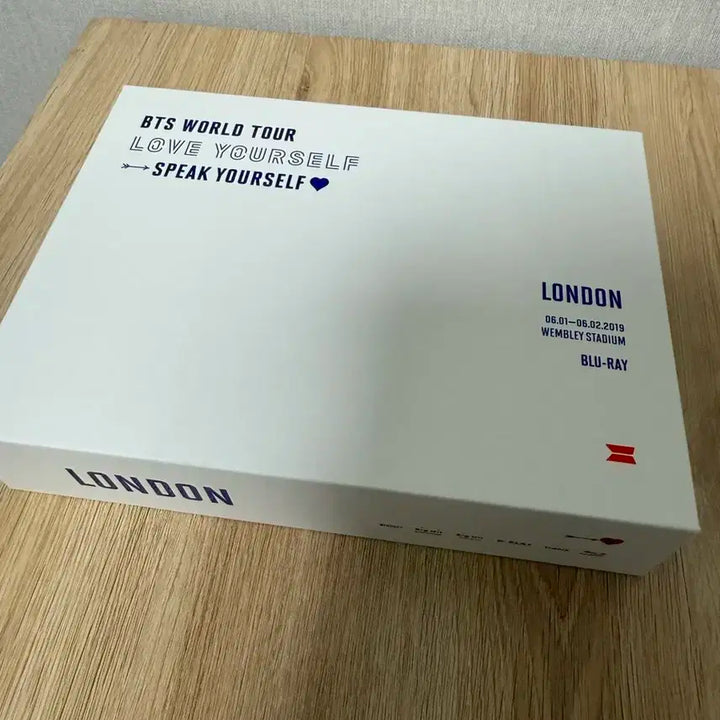 BTS WORLD TOUR
LOVE YOURSELF
SPEAK YOURSELF
LONDON
06.01—06.02.2019
WEMBLEY STADIUM
BLU-RAY
LONDON